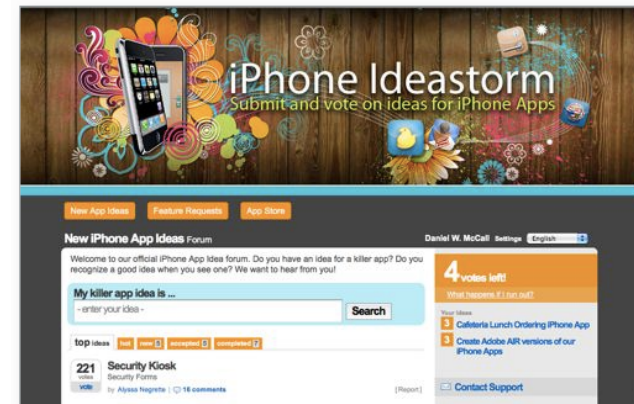 iPhone Ideastorm
Submit and vote on ideas for iPhone Apps
New App Ideas Feature Requests App Store
New iPhone App Ideas Forum
Daniel W. McCall Settings English
Welcome to our official iPhone App Idea forum. Do you have an idea for a killer app? Do you
recognize a good idea when you see one? We want to hear from you!
My killer app idea is ...
- enter your idea - Search
top ideas hot new accepted completed
221 votes vote
Security Kiosk
Security Forms
by Alyssa Negrette | 16 comments [Report]
4 votes left!
What happens if I run out?
Your Ideas
3 Cafeteria Lunch Ordering iPhone App
3 Create Adobe AIR versions of our
iPhone Apps
Contact Support